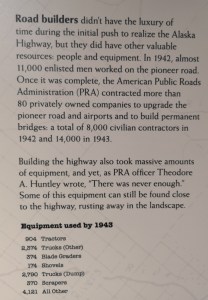 Road builders didn't have the luxury of
time during the initial push to realize the Alaska
Highway, but they did have other valuable
resources: people and equipment. In 1942, almost
11,000 enlisted men worked on the pioneer road.
Once it was complete, the American Public Roads
Administration (PRA) contracted more than
80 privately owned companies to upgrade the
pioneer road and airports and to build permanent
bridges: a total of 8,000 civilian contractors in
1942 and 14,000 in 1943.
Building the highway also took massive amounts
of equipment, and yet, as PRA officer Theodore
A. Huntley wrote, "There was never enough."
Some of this equipment can still be found close
to the highway, rusting away in the landscape.
Equipment used by 1943
904 Tractors
2,374 Trucks (Other)
374 Blade Graders
174 Shovels
2,790 Trucks (Dump)
370 Scrapers
4,121 All Other